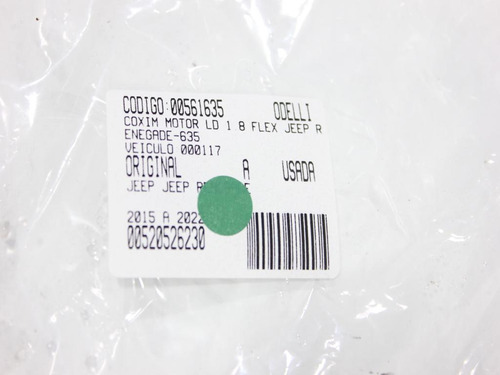 CODIGO:00561635 ODELLI
COXIM MOTOR LD 1 8 FLEX JEEP R
ENEGADE-635
VEICULO 000117
ORIGINAL A USADA
JEEP JEEP
2015 A 2022
00520526230